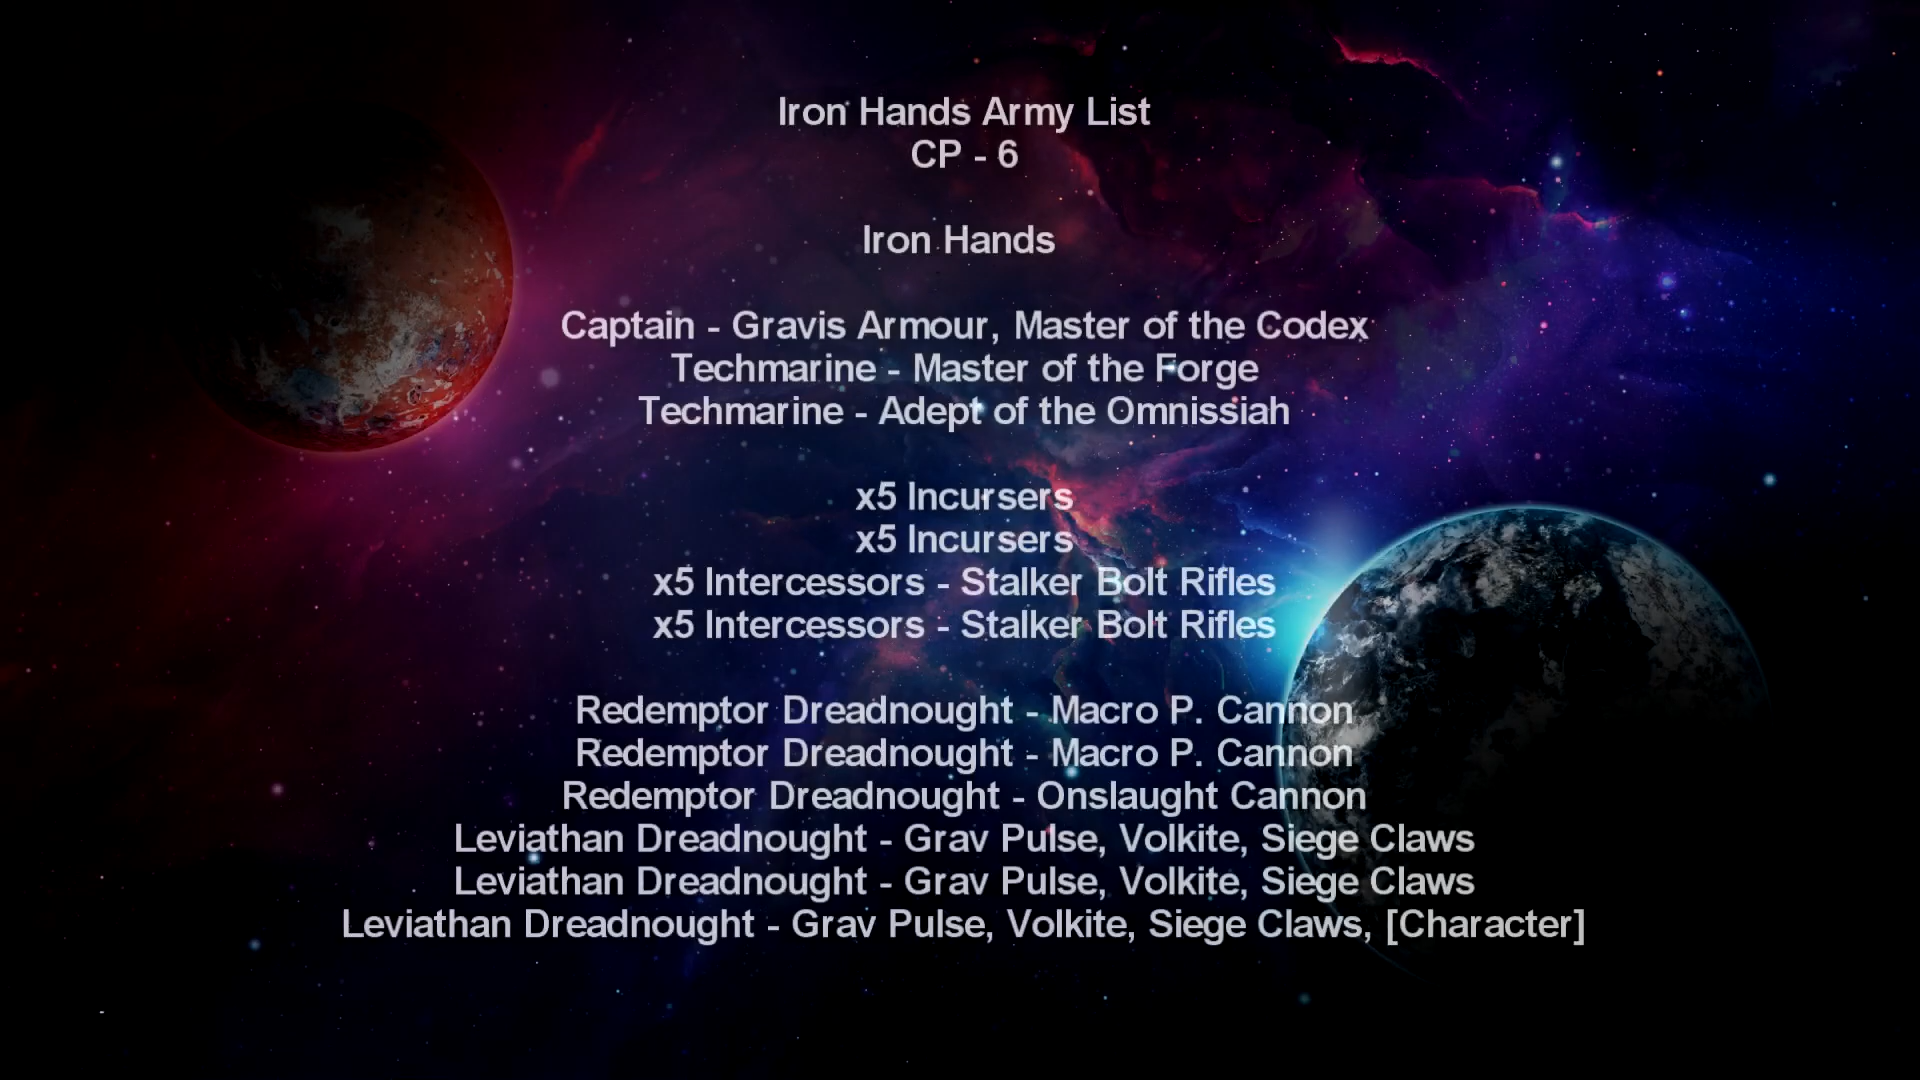 Iron Hands Army List
CP - 6
Iron Hands
Captain - Gravis Armour, Master of the Codex
Techmarine - Master of the Forge
Techmarine - Adept of the Omnissiah
x5 Incursers
x5 Incursers
x5 Intercessors - Stalker Bolt Rifles
x5 Intercessors - Stalker Bolt Rifles
Redemptor Dreadnought - Macro P. Cannon
Redemptor Dreadnought - Macro P. Cannon
Redemptor Dreadnought - Onslaught Cannon
Leviathan Dreadnought - Grav Pulse, Volkite, Siege Claws
Leviathan Dreadnought - Grav Pulse, Volkite, Siege Claws
Leviathan Dreadnought - Grav Pulse, Volkite, Siege Claws, [Character]